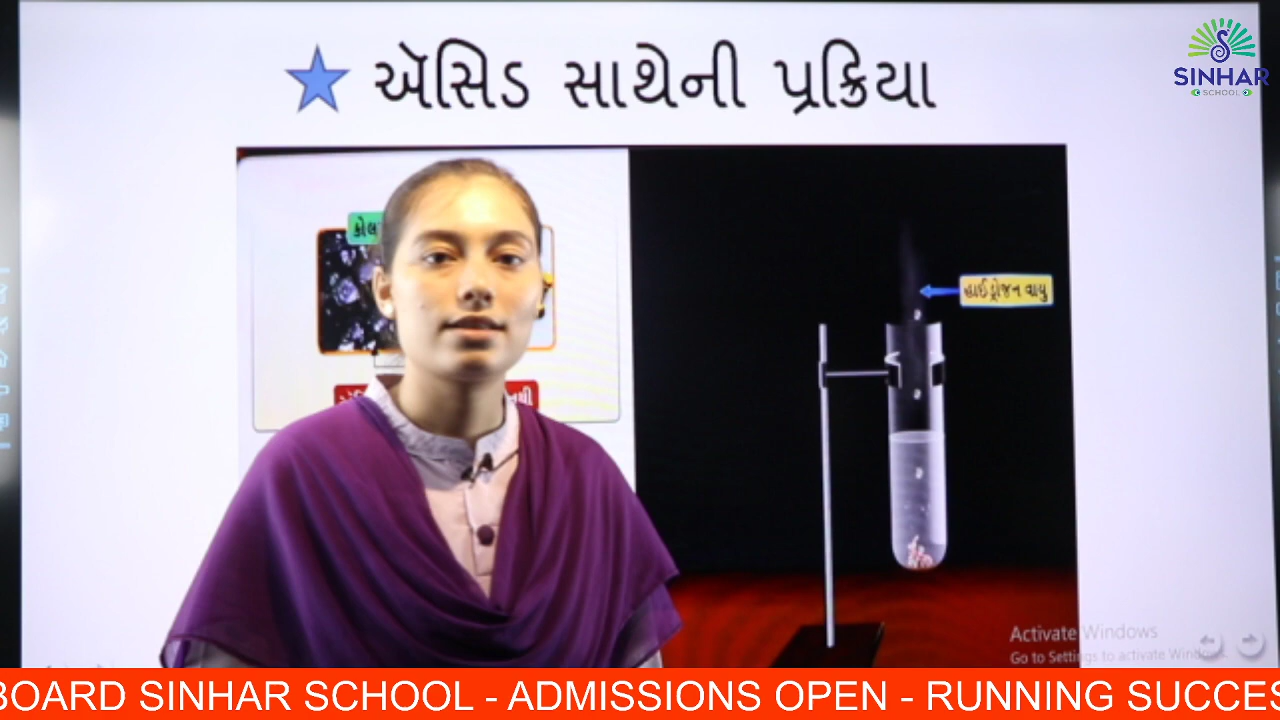 ઍસિડ સાથેની પ્રક્રિયા
SINHAR
SCHOOL
હાઈડ્રોજન વાયુ
Activate Windows
Go to Settings to activate Windows.
BOARD SINHAR SCHOOL - ADMISSIONS OPEN - RUNNING SUCCES